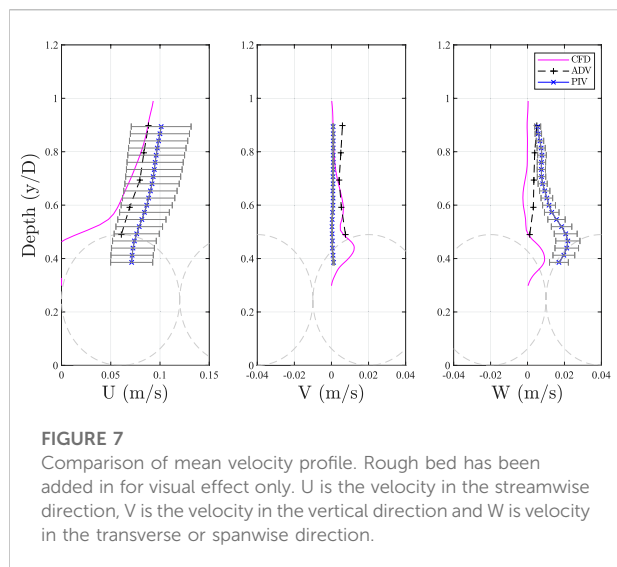 1.2
1
0.8
0.6
0.4
0.2
0
Depth (y/D)
0 0.05 0.1 0.15
U (m/s)
1.2
1
0.8
0.6
0.4
0.2
0
-0.04 -0.02 0 0.02 0.04
V (m/s)
1.2
1
0.8
0.6
0.4
0.2
0
-0.04 -0.02 0 0.02 0.04
W (m/s)
CFD
ADV
PIV
FIGURE 7
Comparison of mean velocity profile. Rough bed has been
added in for visual effect only. U is the velocity in the streamwise
direction, V is the velocity in the vertical direction and W is velocity
in the transverse or spanwise direction.